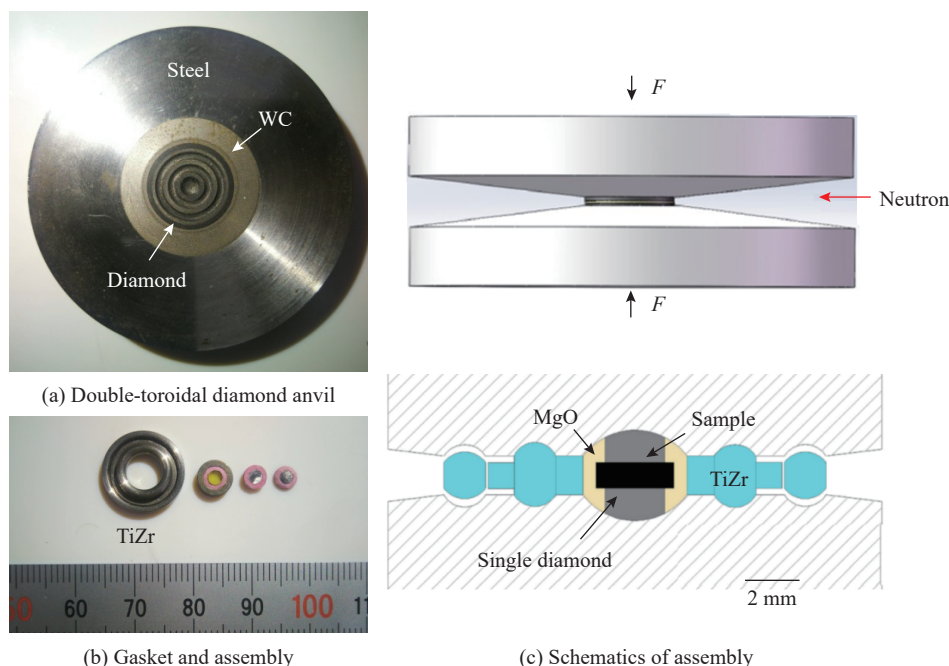 Steel
WC
Diamond
(a) Double-toroidal diamond anvil
TiZr
70 80 90 100
(b) Gasket and assembly
F
Neutron
F
MgO
Sample
TiZr
Single diamond
2 mm
(c) Schematics of assembly